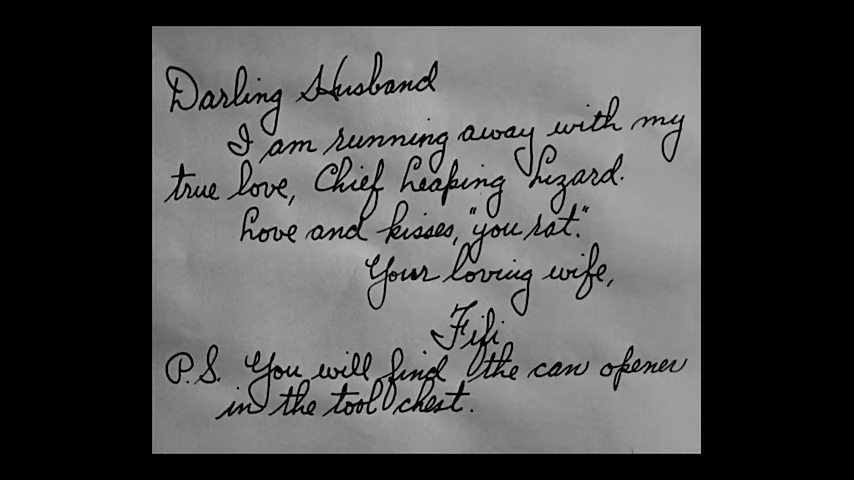 Darling Husband
I am running away with my
true love, Chief Leaping Lizard.
Love and kisses, "you rat."
Your loving wife,
Fifi
P.S. You will find the can opener
in the tool chest.